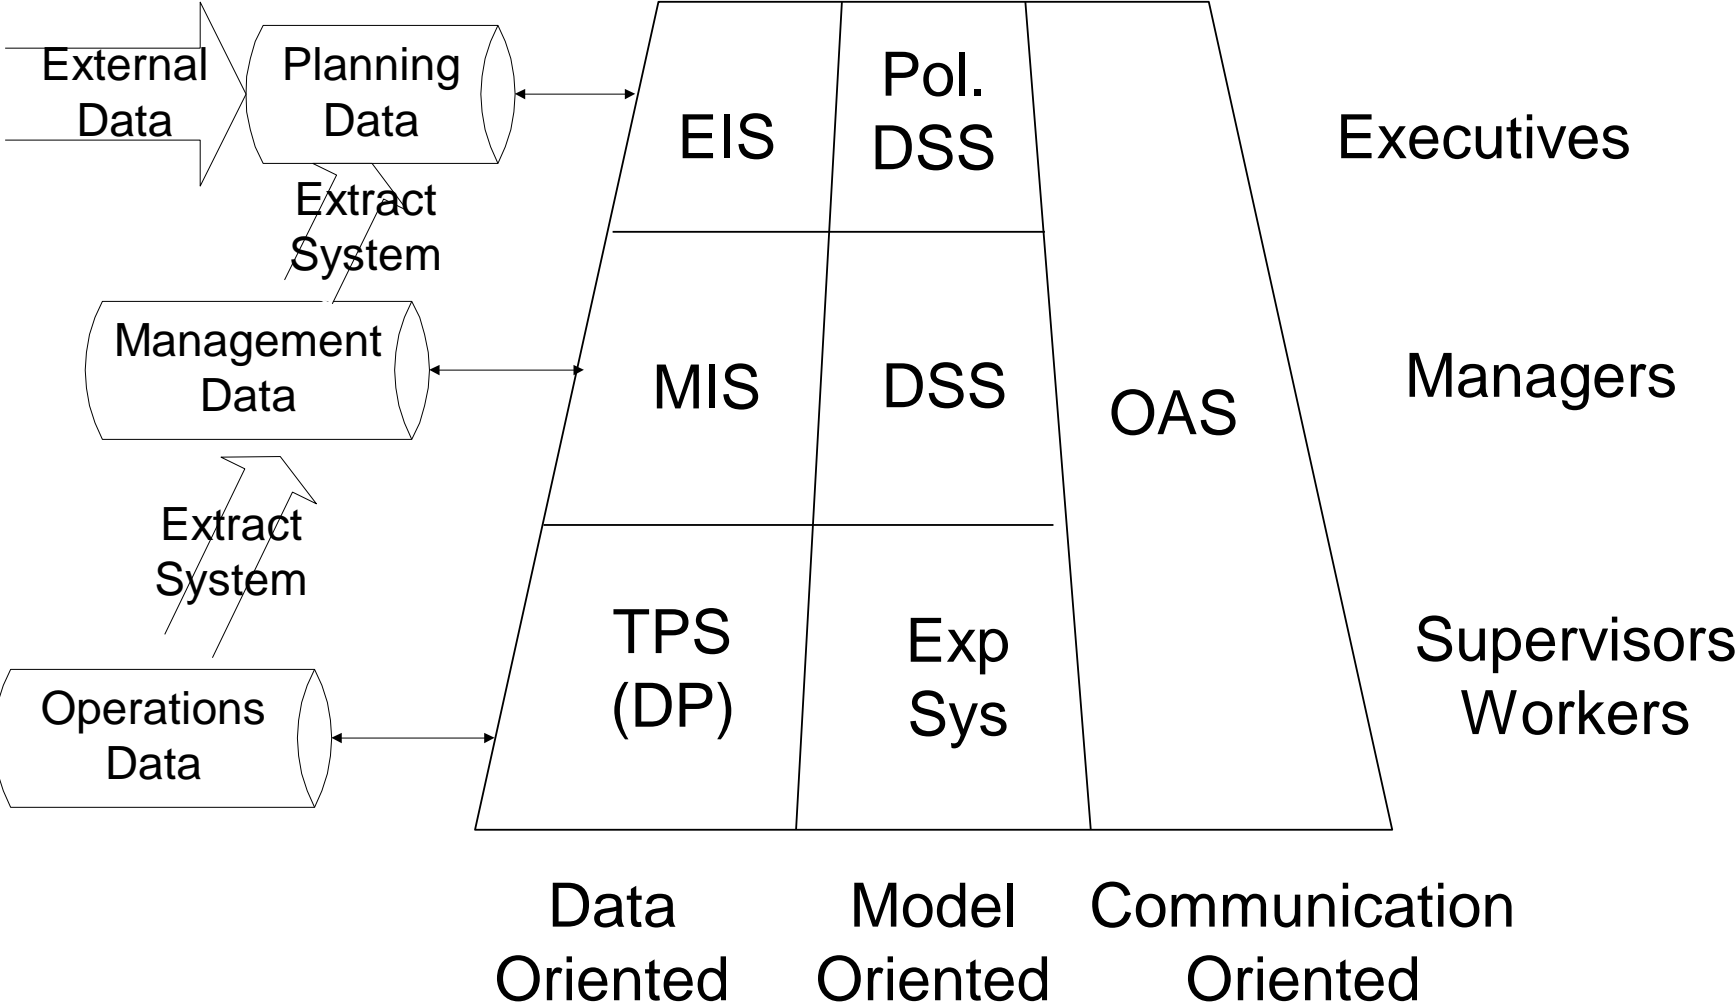 External
Data
Planning
Data
EIS
Pol.
DSS
Executives
Extract
System
Management
Data
MIS
DSS
OAS
Managers
Extract
System
Operations
Data
TPS
(DP)
Exp
Sys
Supervisors
Workers
Data
Oriented
Model
Oriented
Communication
Oriented